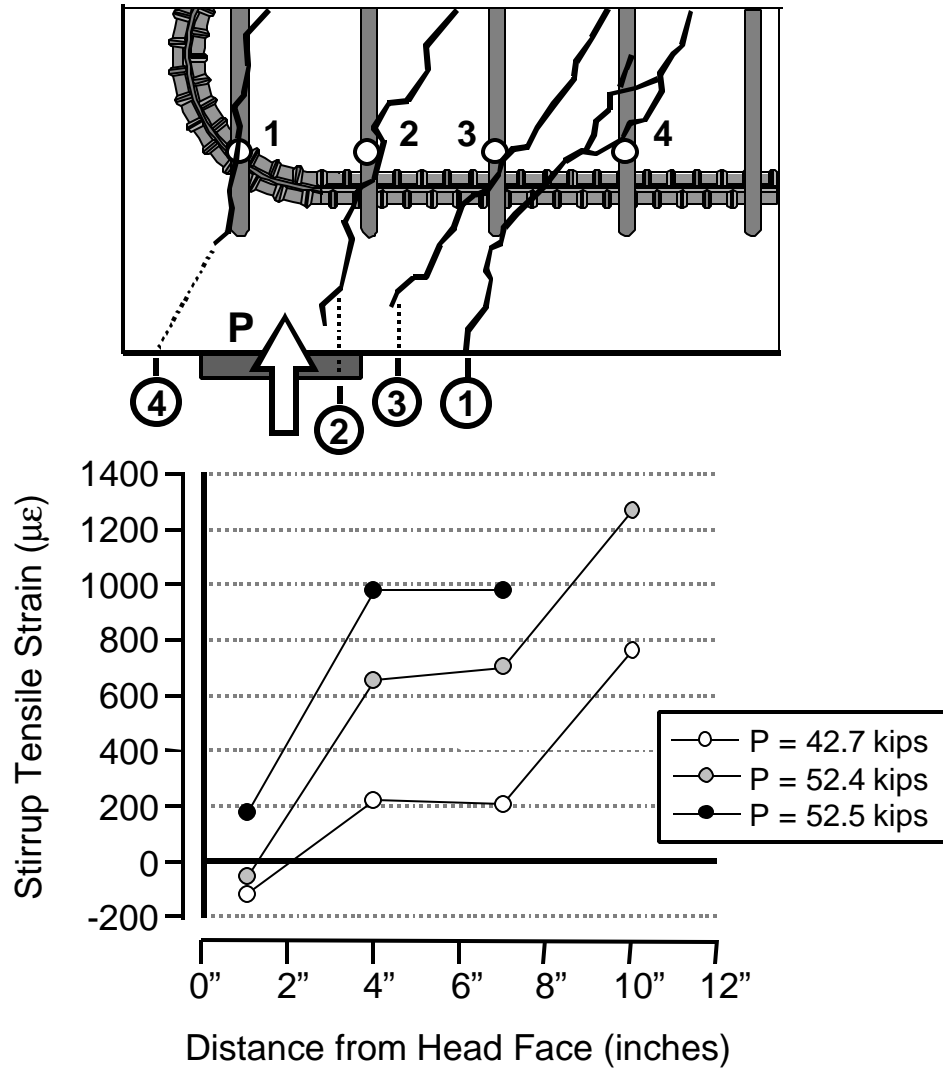 1 2 3 4
P
4 2 3 1
Stirrup Tensile Strain (με)
1400
1200
1000
800
600
400
200
0
-200
P = 42.7 kips
P = 52.4 kips
P = 52.5 kips
0” 2” 4” 6” 8” 10” 12”
Distance from Head Face (inches)